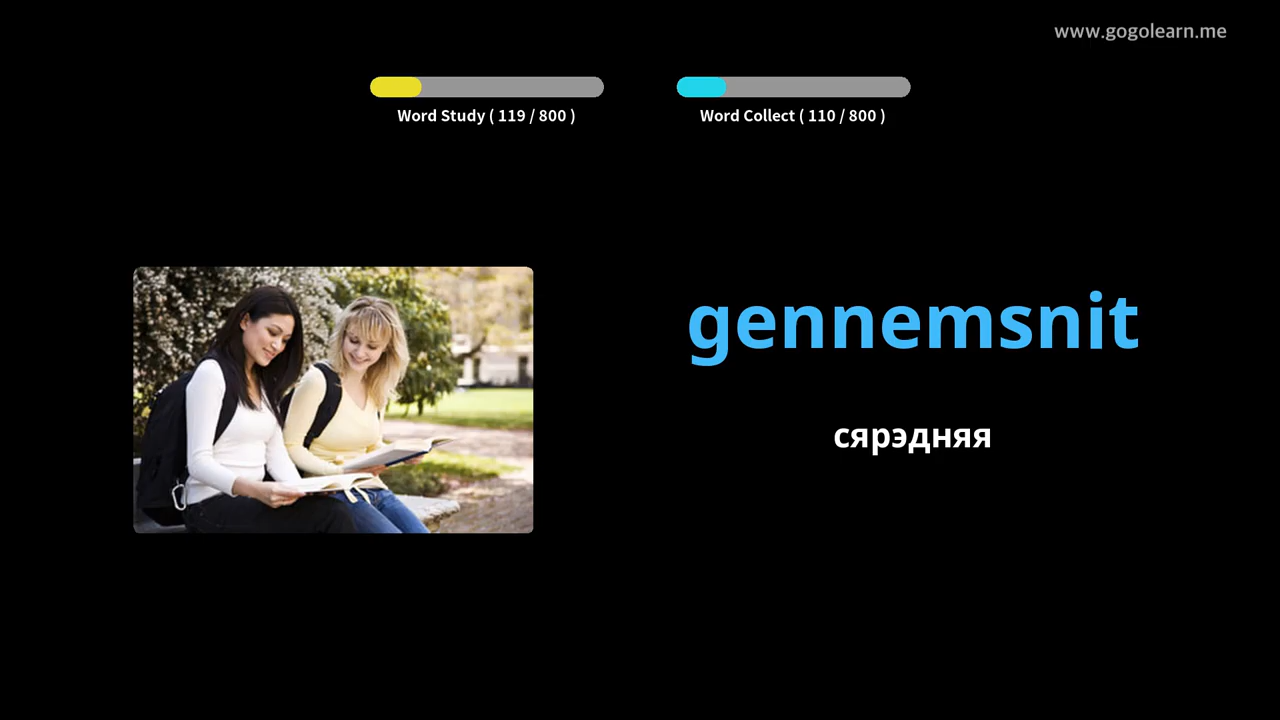 www.gogolearn.me
Word Study ( 119 / 800 )
Word Collect ( 110 / 800 )
gennemsnit
сярэдняя